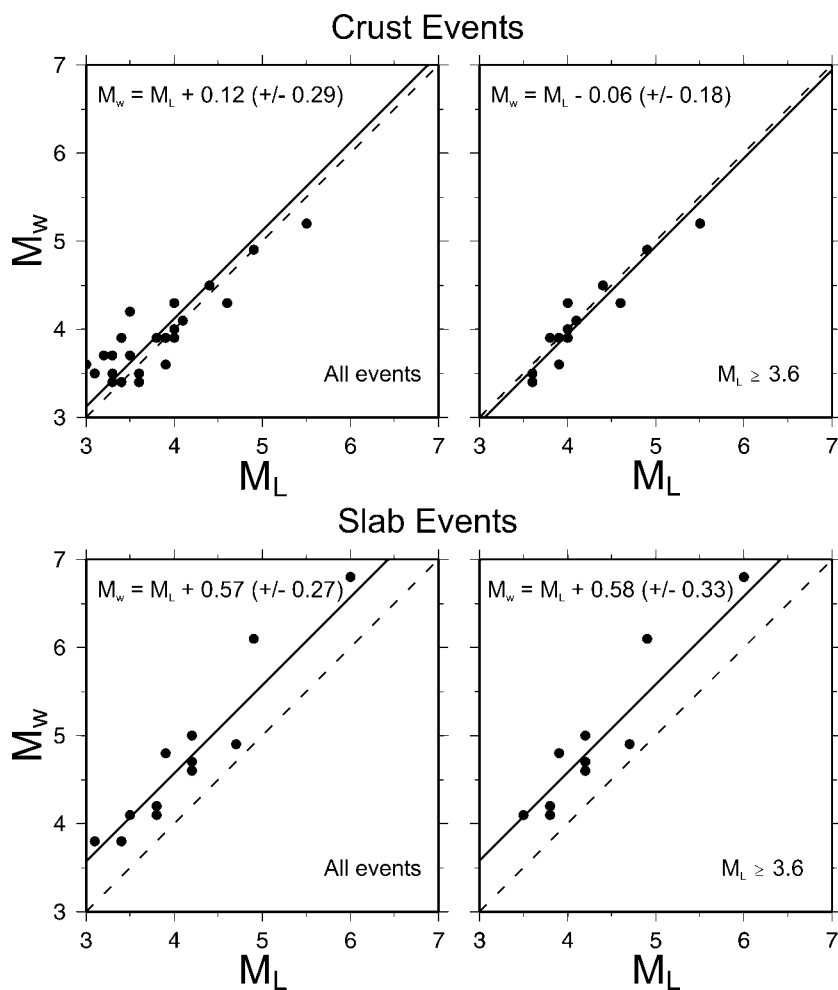 Crust Events
7
6
5
4
3
M_w
M_w = M_L + 0.12 (+/- 0.29)
All events
3 4 5 6 7
M_L
M_w = M_L - 0.06 (+/- 0.18)
M_L ≥ 3.6
3 4 5 6 7
M_L
Slab Events
7
6
5
4
3
M_w
M_w = M_L + 0.57 (+/- 0.27)
All events
3 4 5 6 7
M_L
M_w = M_L + 0.58 (+/- 0.33)
M_L ≥ 3.6
3 4 5 6 7
M_L